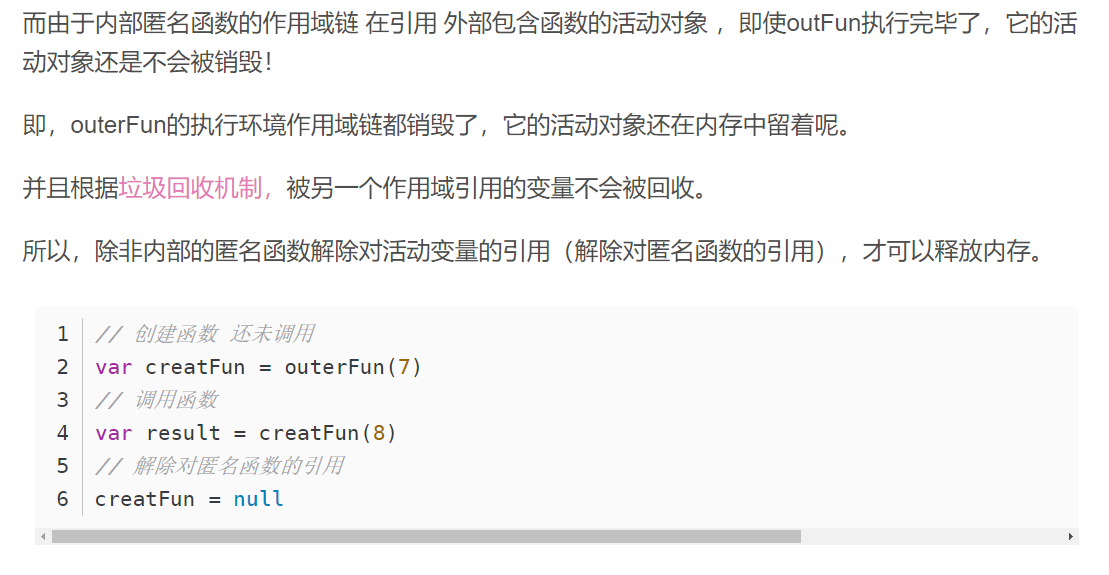 而由于内部匿名函数的作用域链 在引用 外部包含函数的活动对象 ，即使outFun执行完毕了，它的活
动对象还是不会被销毁！
即，outerFun的执行环境作用域链都销毁了，它的活动对象还在内存中留着呢。
并且根据垃圾回收机制，被另一个作用域引用的变量不会被回收。
所以，除非内部的匿名函数解除对活动变量的引用（解除对匿名函数的引用），才可以释放内存。
1 // 创建函数 还未调用
2 var creatFun = outerFun(7)
3 // 调用函数
4 var result = creatFun(8)
5 // 解除对匿名函数的引用
6 creatFun = null